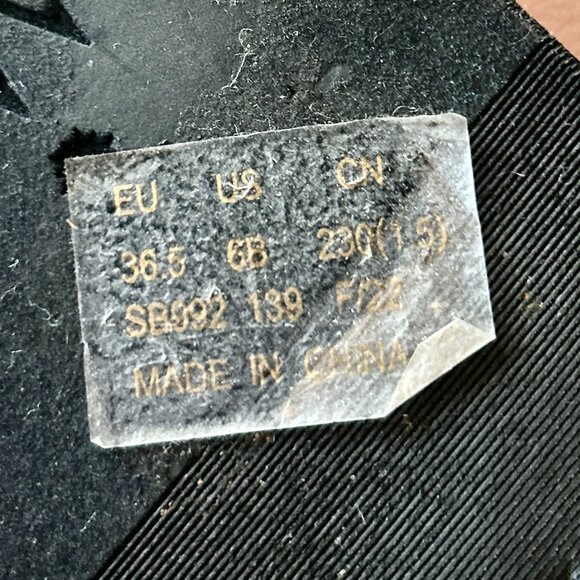 EU US CN
36.5 6B 230(1.5)
SB992 139 F/22
MADE IN CHINA